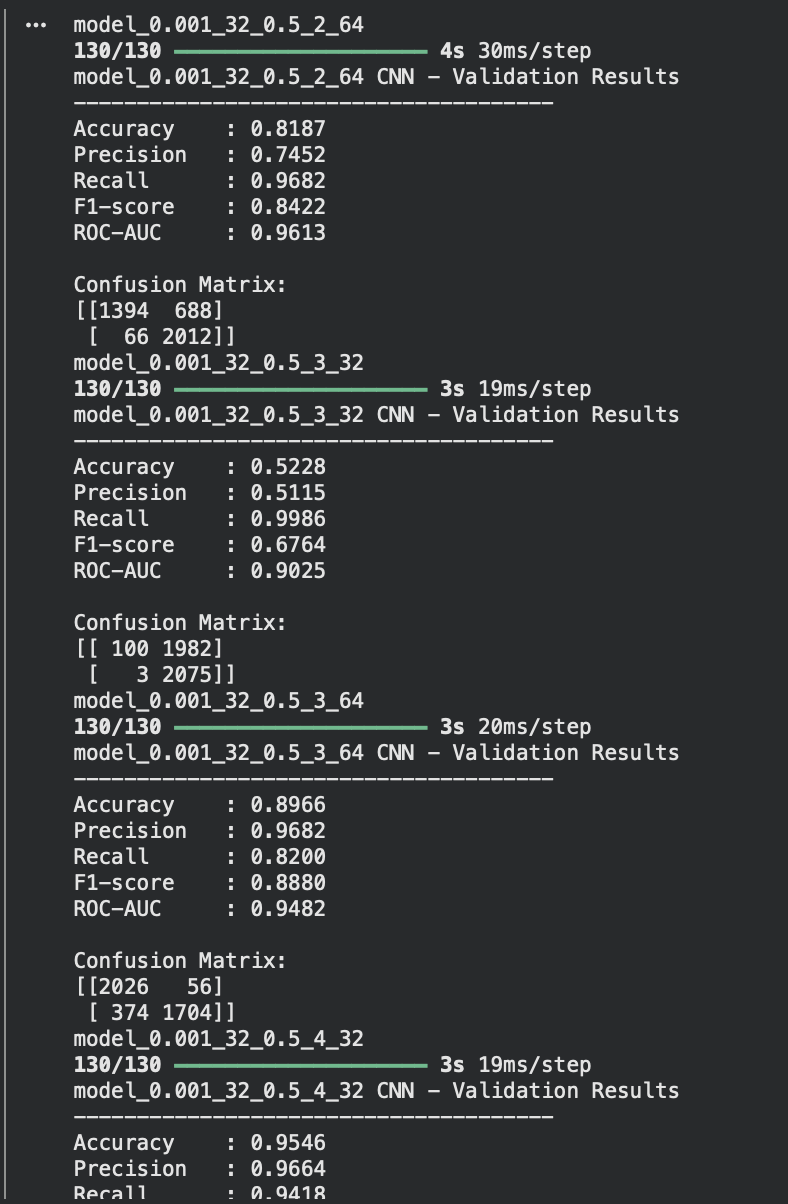 ... model_0.001_32_0.5_2_64
130/130 ━━━━━━━━━━━━━━━━━━━━ 4s 30ms/step
model_0.001_32_0.5_2_64 CNN - Validation Results
----------------------------------------
Accuracy    : 0.8187
Precision   : 0.7452
Recall      : 0.9682
F1-score    : 0.8422
ROC-AUC     : 0.9613

Confusion Matrix:
[[1394  688]
 [  66 2012]]
model_0.001_32_0.5_3_32
130/130 ━━━━━━━━━━━━━━━━━━━━ 3s 19ms/step
model_0.001_32_0.5_3_32 CNN - Validation Results
----------------------------------------
Accuracy    : 0.5228
Precision   : 0.5115
Recall      : 0.9986
F1-score    : 0.6764
ROC-AUC     : 0.9025

Confusion Matrix:
[[ 100 1982]
 [   3 2075]]
model_0.001_32_0.5_3_64
130/130 ━━━━━━━━━━━━━━━━━━━━ 3s 20ms/step
model_0.001_32_0.5_3_64 CNN - Validation Results
----------------------------------------
Accuracy    : 0.8966
Precision   : 0.9682
Recall      : 0.8200
F1-score    : 0.8880
ROC-AUC     : 0.9482

Confusion Matrix:
[[2026   56]
 [ 374 1704]]
model_0.001_32_0.5_4_32
130/130 ━━━━━━━━━━━━━━━━━━━━ 3s 19ms/step
model_0.001_32_0.5_4_32 CNN - Validation Results
----------------------------------------
Accuracy    : 0.9546
Precision   : 0.9664
Recall      : 0.9418